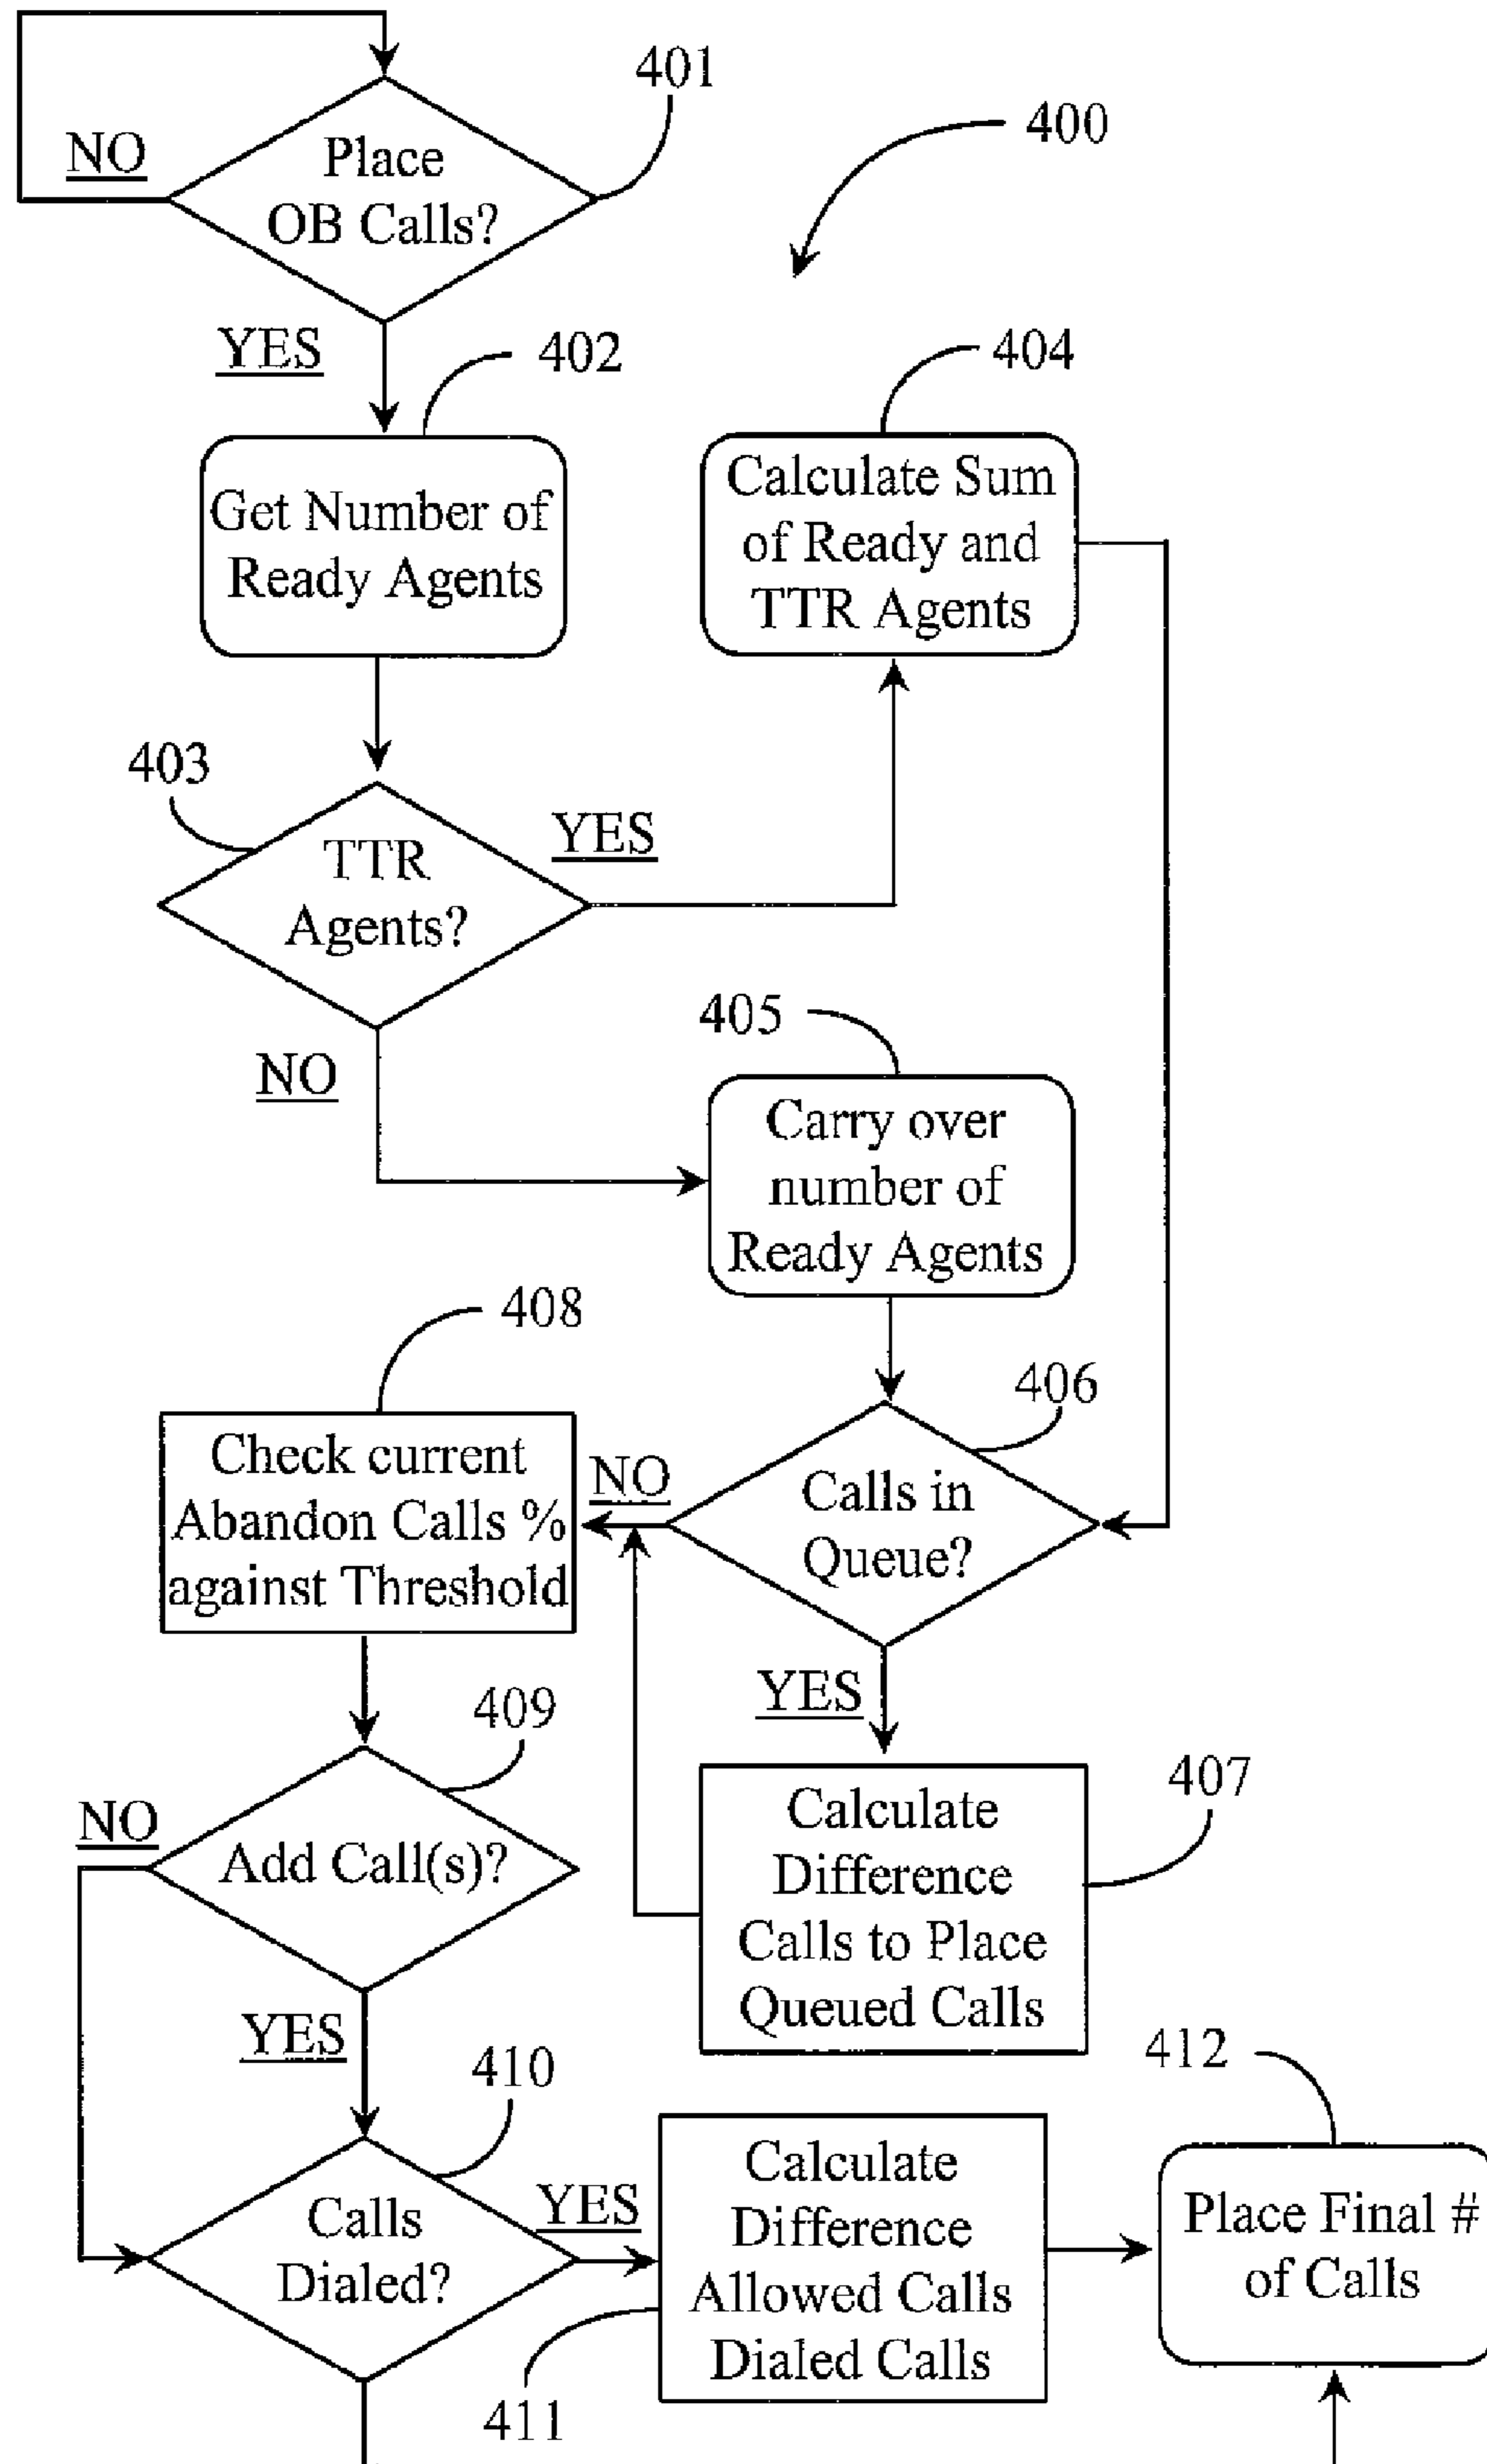 401
400
NO
Place
OB Calls?
YES
402
404
Get Number of
Ready Agents
Calculate Sum
of Ready and
TTR Agents
403
TTR
Agents?
YES
NO
405
Carry over
number of
Ready Agents
408
406
Check current
Abandon Calls %
against Threshold
NO
Calls in
Queue?
YES
409
407
NO
Add Call(s)?
Calculate
Difference
Calls to Place
Queued Calls
YES
410
412
Calls
Dialed?
YES
Calculate
Difference
Allowed Calls
Dialed Calls
Place Final #
of Calls
411